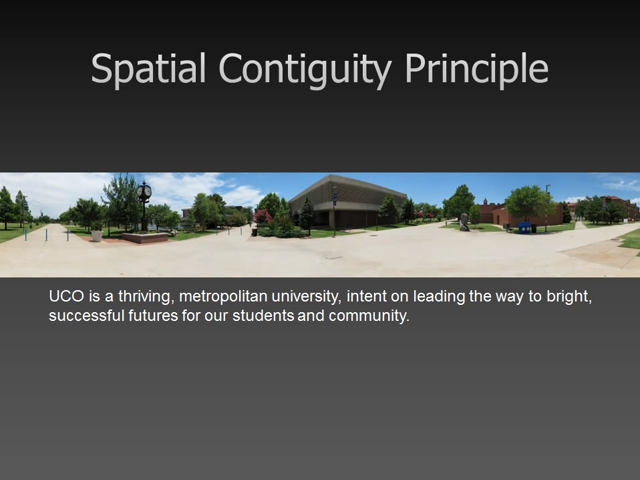 Spatial Contiguity Principle
UCO is a thriving, metropolitan university, intent on leading the way to bright,
successful futures for our students and community.